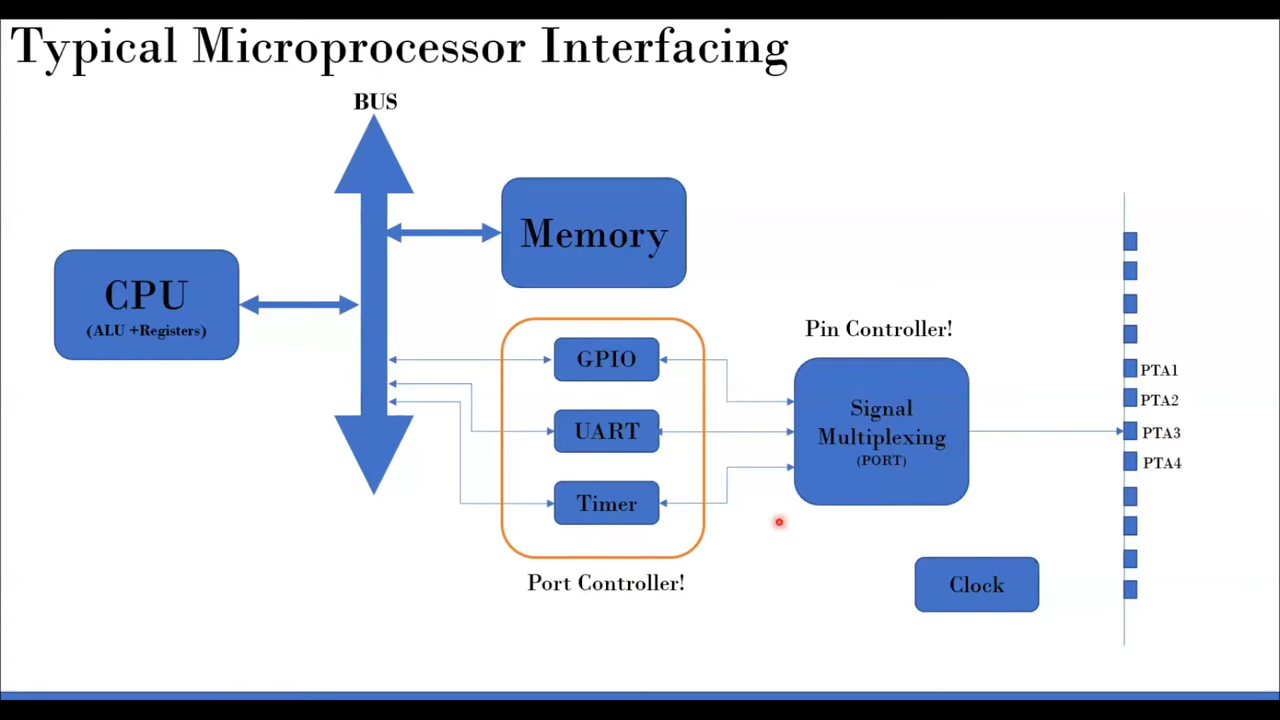 Typical Microprocessor Interfacing
BUS
Memory
CPU
(ALU +Registers)
Pin Controller!
GPIO
UART
Timer
Signal
Multiplexing
(PORT)
PTA1
PTA2
PTA3
PTA4
Port Controller!
Clock